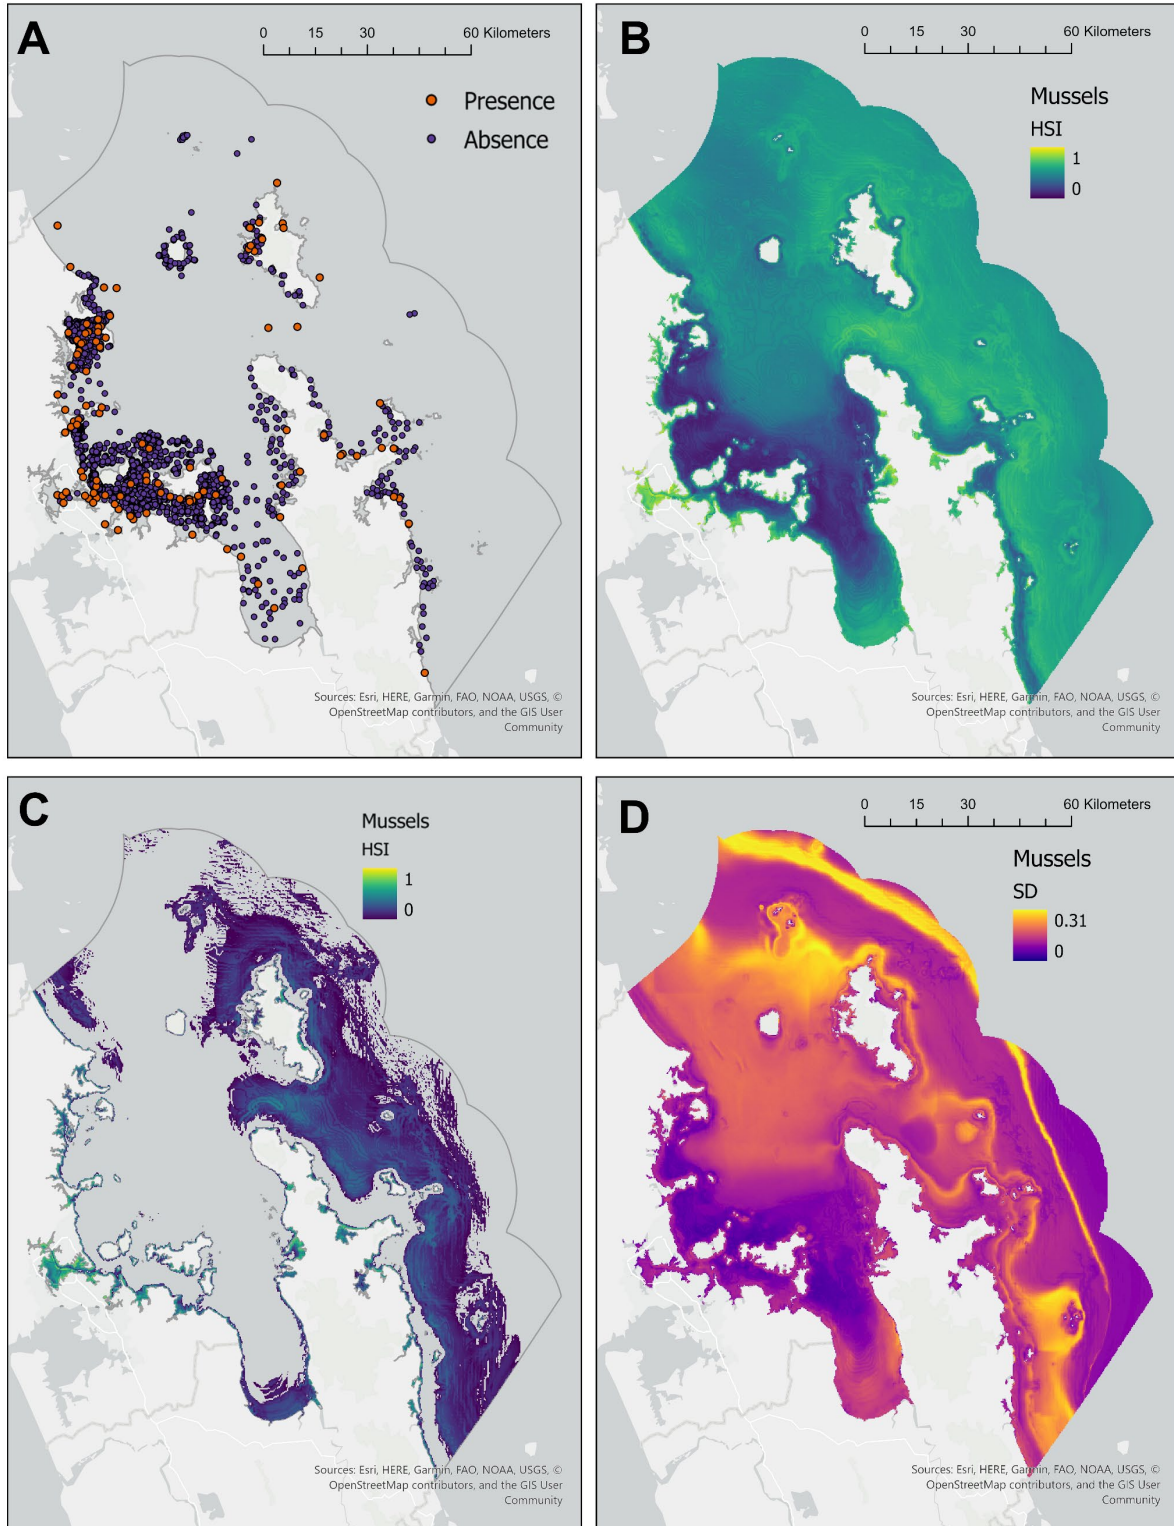 A
0 15 30 60 Kilometers
Presence
Absence
Sources: Esri, HERE, Garmin, FAO, NOAA, USGS, ©
OpenStreetMap contributors, and the GIS User
Community
B
0 15 30 60 Kilometers
Mussels
HSI
1
0
Sources: Esri, HERE, Garmin, FAO, NOAA, USGS, ©
OpenStreetMap contributors, and the GIS User
Community
C
Mussels
HSI
1
0
Sources: Esri, HERE, Garmin, FAO, NOAA, USGS, ©
OpenStreetMap contributors, and the GIS User
Community
D
0 15 30 60 Kilometers
Mussels
SD
0.31
0
Sources: Esri, HERE, Garmin, FAO, NOAA, USGS, ©
OpenStreetMap contributors, and the GIS User
Community